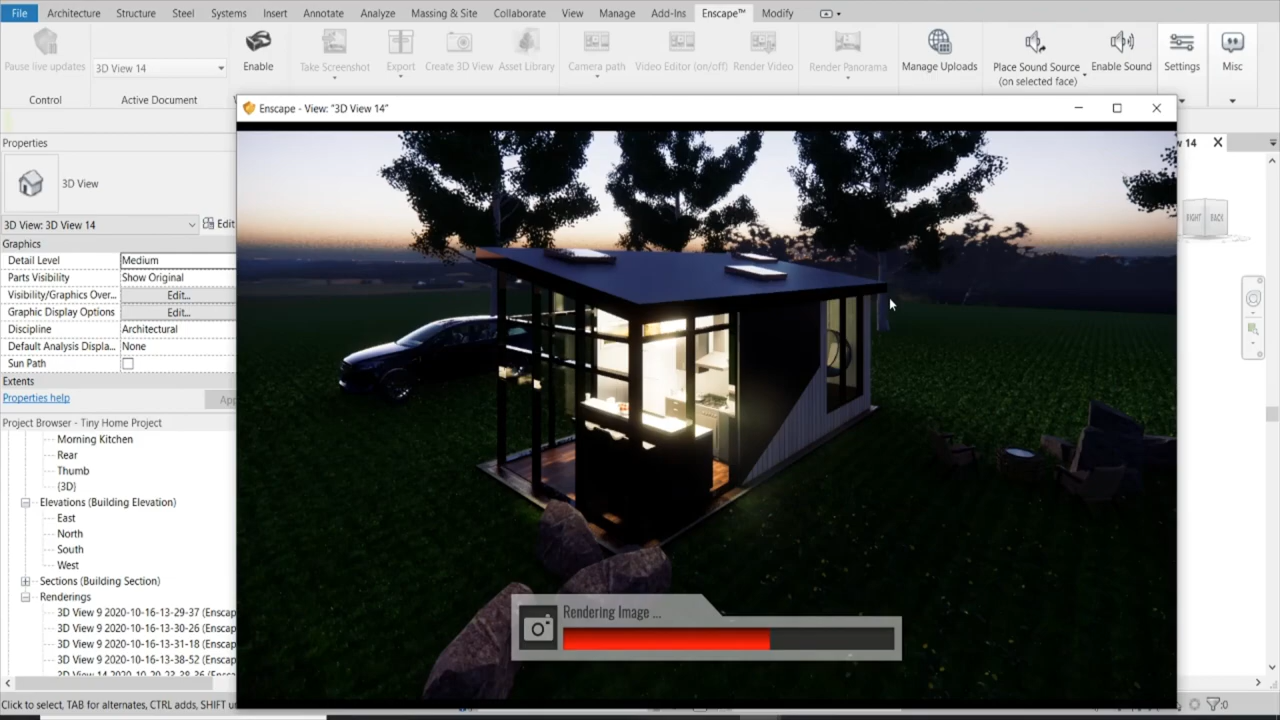 File Architecture Structure Steel Systems Insert Annotate Analyze Massing & Site Collaborate View Manage Add-Ins Enscape™ Modify
Pause live updates
3D View 14
Enable
Take Screenshot
Export
Create 3D View
Asset Library
Camera path
Video Editor (on/off)
Render Video
Render Panorama
Manage Uploads
Place Sound Source
(on selected face)
Enable Sound
Settings
Misc
Control
Active Document
Enscape - View: "3D View 14"
Properties
14
3D View
RIGHT BACK
3D View: 3D View 14
Edit
Graphics
Detail Level Medium
Parts Visibility Show Original
Visibility/Graphics Over... Edit...
Graphic Display Options Edit...
Discipline Architectural
Default Analysis Displa... None
Sun Path
Extents
Properties help
Project Browser - Tiny Home Project
Morning Kitchen
Rear
Thumb
{3D}
Elevations (Building Elevation)
East
North
South
West
Sections (Building Section)
Renderings
3D View 9 2020-10-16-13-29-37 (Enscap
3D View 9 2020-10-16-13-30-26 (Enscap
3D View 9 2020-10-16-13-31-18 (Enscap
3D View 9 2020-10-16-13-38-52 (Enscap
Rendering Image ...
Click to select, TAB for alternates, CTRL adds, SHIFT
:0